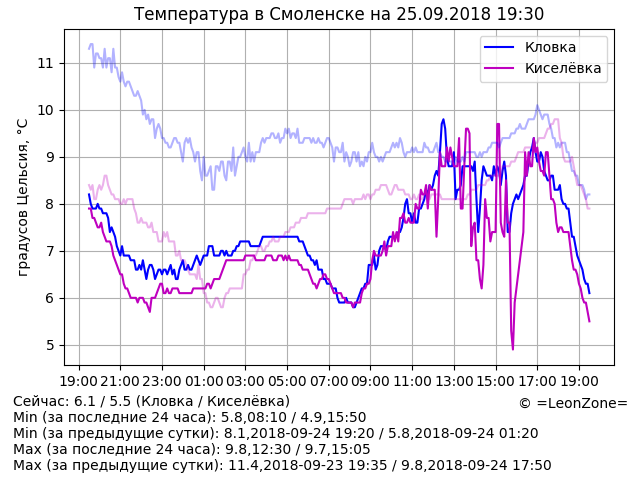 Температура в Смоленске на 25.09.2018 19:30
градусов Цельсия, °C
11
10
9
8
7
6
5
Кловка
Киселёвка
19:00 21:00 23:00 01:00 03:00 05:00 07:00 09:00 11:00 13:00 15:00 17:00 19:00
Сейчас: 6.1 / 5.5 (Кловка / Киселёвка)
© =LeonZone=
Min (за последние 24 часа): 5.8,08:10 / 4.9,15:50
Min (за предыдущие сутки): 8.1,2018-09-24 19:20 / 5.8,2018-09-24 01:20
Max (за последние 24 часа): 9.8,12:30 / 9.7,15:05
Max (за предыдущие сутки): 11.4,2018-09-23 19:35 / 9.8,2018-09-24 17:50